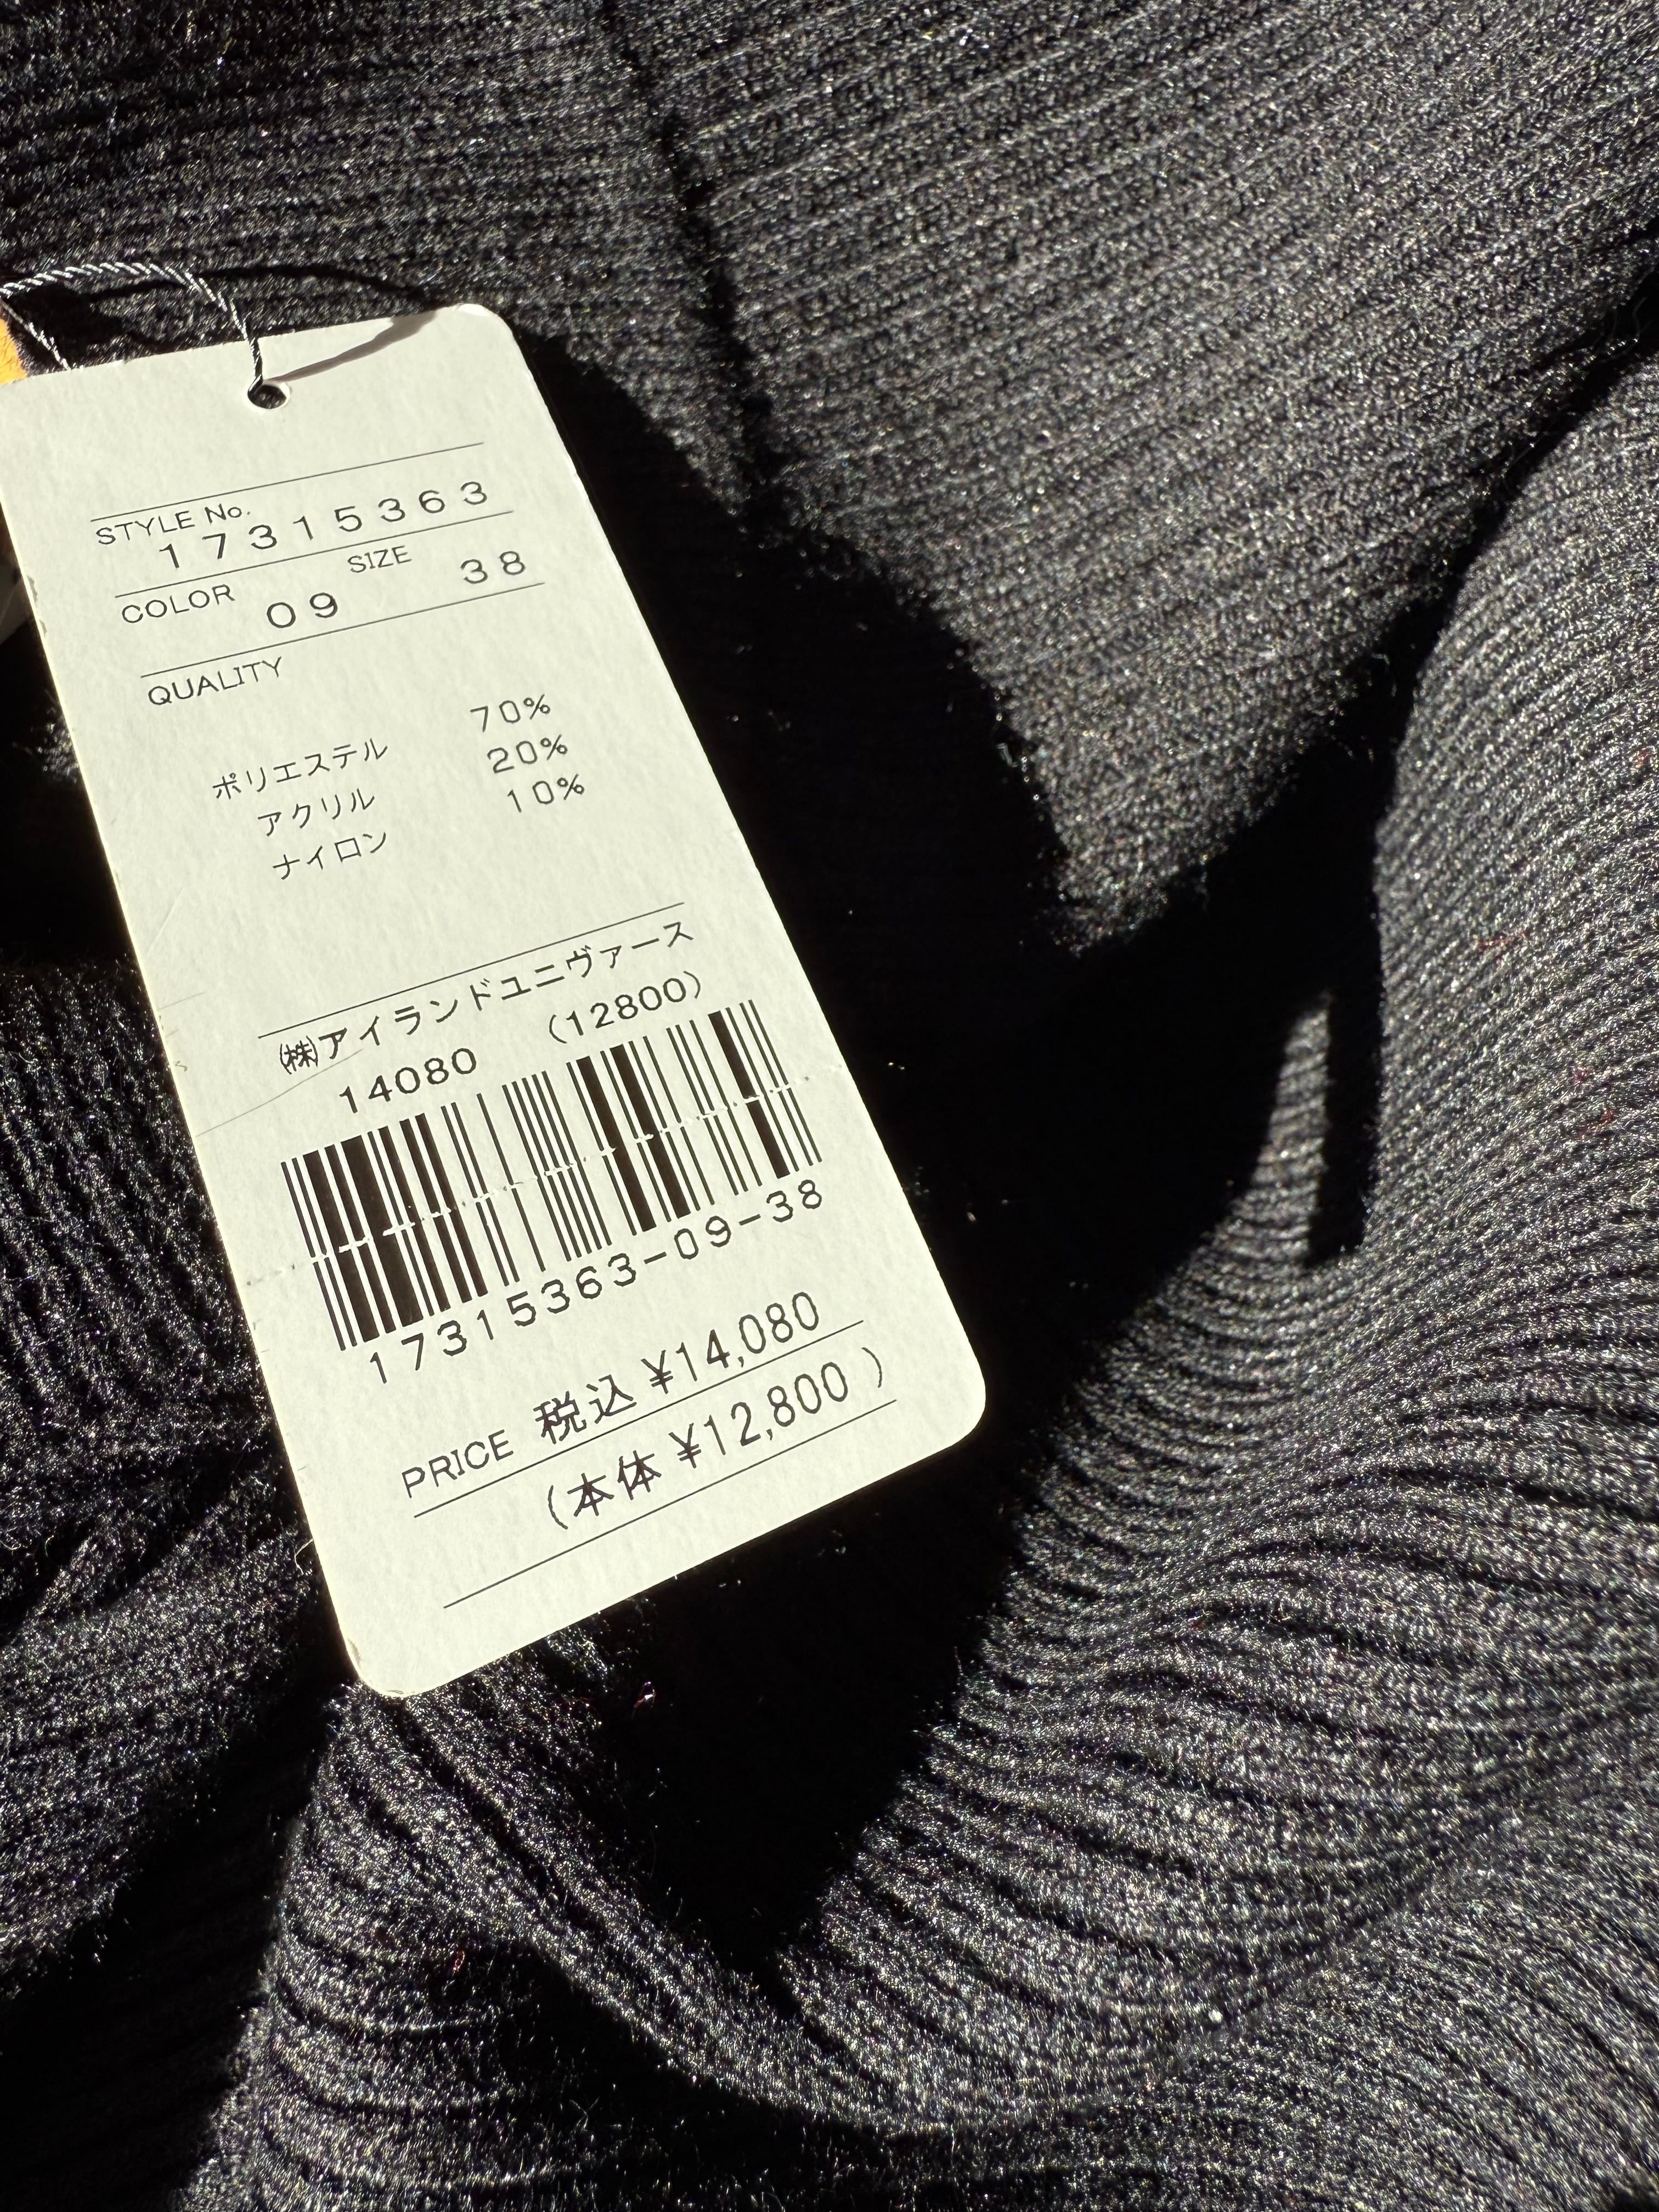 STYLE No.
17315363
COLOR 09 SIZE 38
QUALITY
ポリエステル 70%
アクリル 20%
ナイロン 10%
㈱アイランドユニヴァース
14080 (12800)
17315363-09-38
PRICE 税込 ¥14,080
(本体 ¥12,800 )